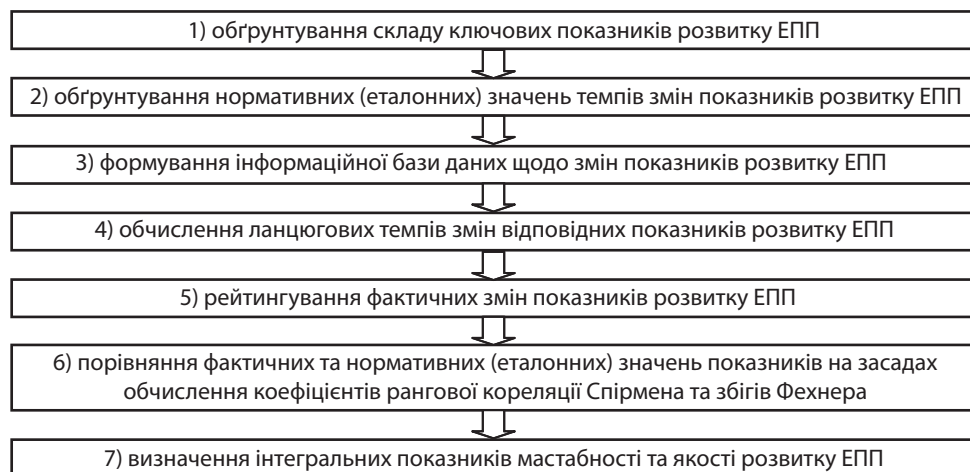 1) обґрунтування складу ключових показників розвитку ЕПП
2) обґрунтування нормативних (еталонних) значень темпів змін показників розвитку ЕПП
3) формування інформаційної бази даних щодо змін показників розвитку ЕПП
4) обчислення ланцюгових темпів змін відповідних показників розвитку ЕПП
5) рейтингування фактичних змін показників розвитку ЕПП
6) порівняння фактичних та нормативних (еталонних) значень показників на засадах
обчислення коефіцієнтів рангової кореляції Спірмена та збігів Фехнера
7) визначення інтегральних показників мастабності та якості розвитку ЕПП